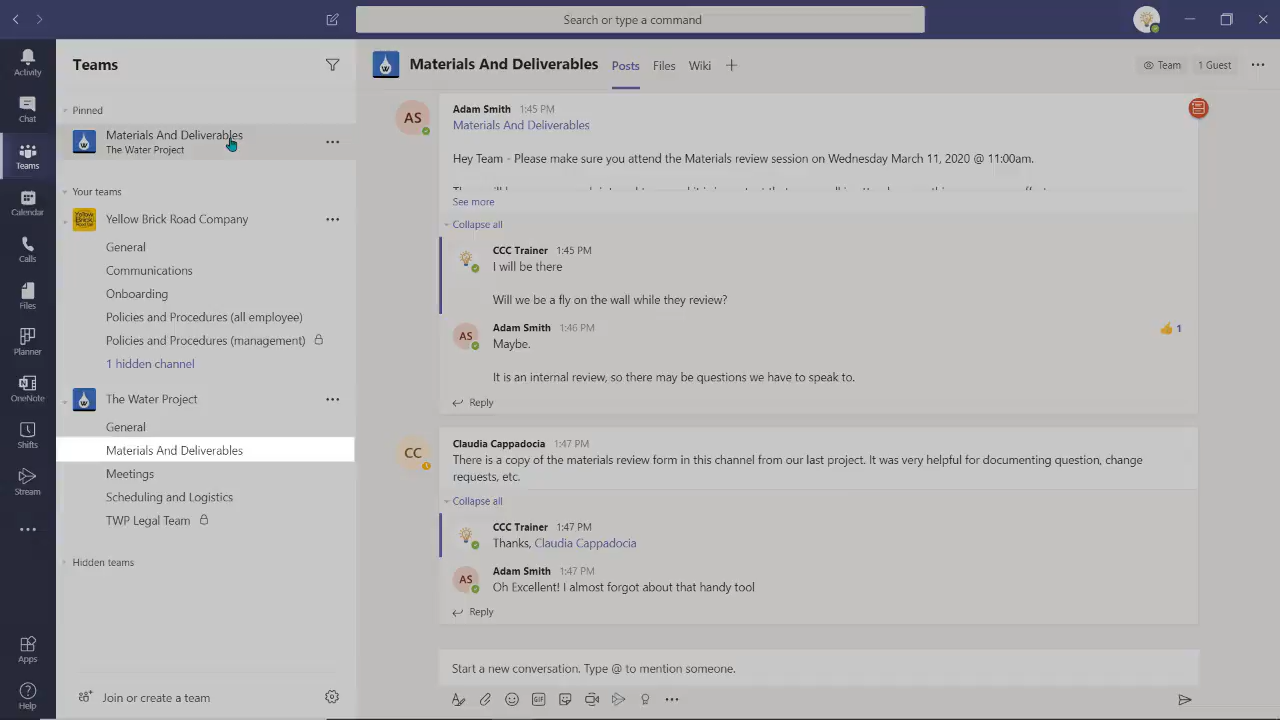 Search or type a command
Activity
Chat
Teams
Calendar
Calls
Files
Planner
OneNote
Shifts
Stream
Apps
Help
Teams
Pinned
Materials And Deliverables
The Water Project
Your teams
Yellow Brick Road Company
General
Communications
Onboarding
Policies and Procedures (all employee)
Policies and Procedures (management)
1 hidden channel
The Water Project
General
Materials And Deliverables
Meetings
Scheduling and Logistics
TWP Legal Team
Hidden teams
Join or create a team
Materials And Deliverables Posts Files Wiki
Team 1 Guest
AS
Adam Smith 1:45 PM
Materials And Deliverables
Hey Team - Please make sure you attend the Materials review session on Wednesday March 11, 2020 @ 11:00am.
See more
Collapse all
CCC Trainer 1:45 PM
I will be there
Will we be a fly on the wall while they review?
AS
Adam Smith 1:46 PM
1
Maybe.
It is an internal review, so there may be questions we have to speak to.
Reply
CC
Claudia Cappadocia 1:47 PM
There is a copy of the materials review form in this channel from our last project. It was very helpful for documenting question, change
requests, etc.
Collapse all
CCC Trainer 1:47 PM
Thanks, Claudia Cappadocia
AS
Adam Smith 1:47 PM
Oh Excellent! I almost forgot about that handy tool
Reply
Start a new conversation. Type @ to mention someone.
GIF